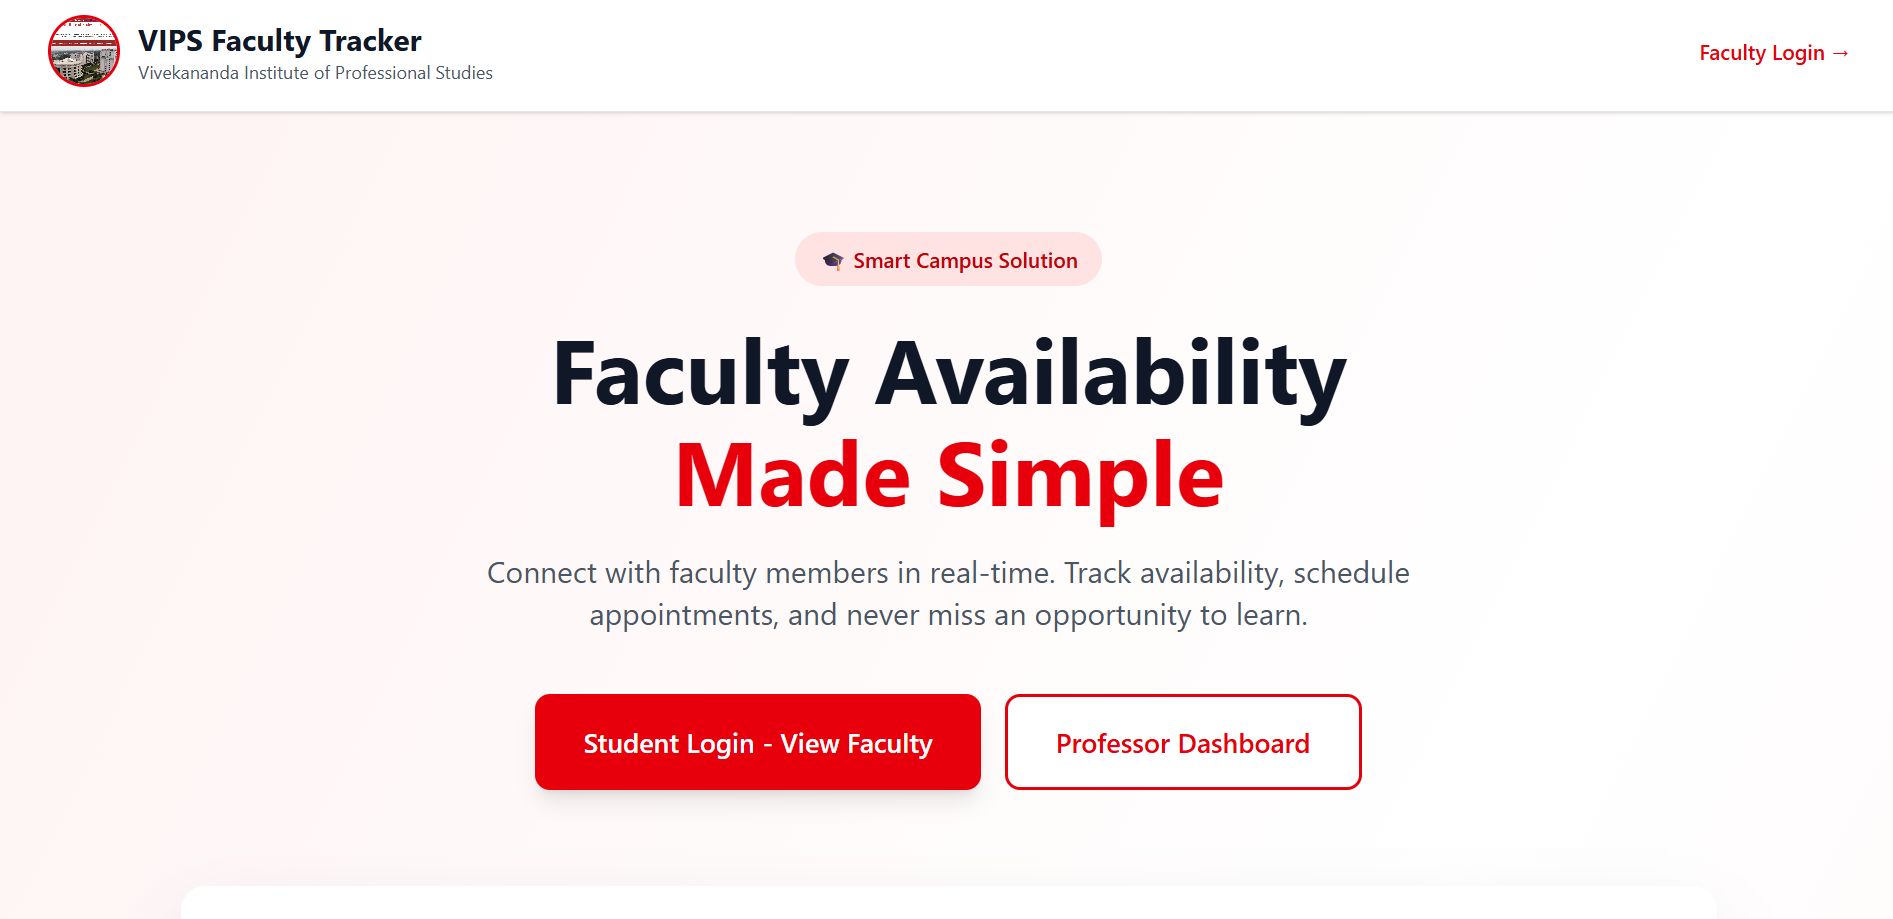 VIPS Faculty Tracker
Vivekananda Institute of Professional Studies
Faculty Login →
🎓 Smart Campus Solution
Faculty Availability
Made Simple
Connect with faculty members in real-time. Track availability, schedule
appointments, and never miss an opportunity to learn.
Student Login - View Faculty
Professor Dashboard